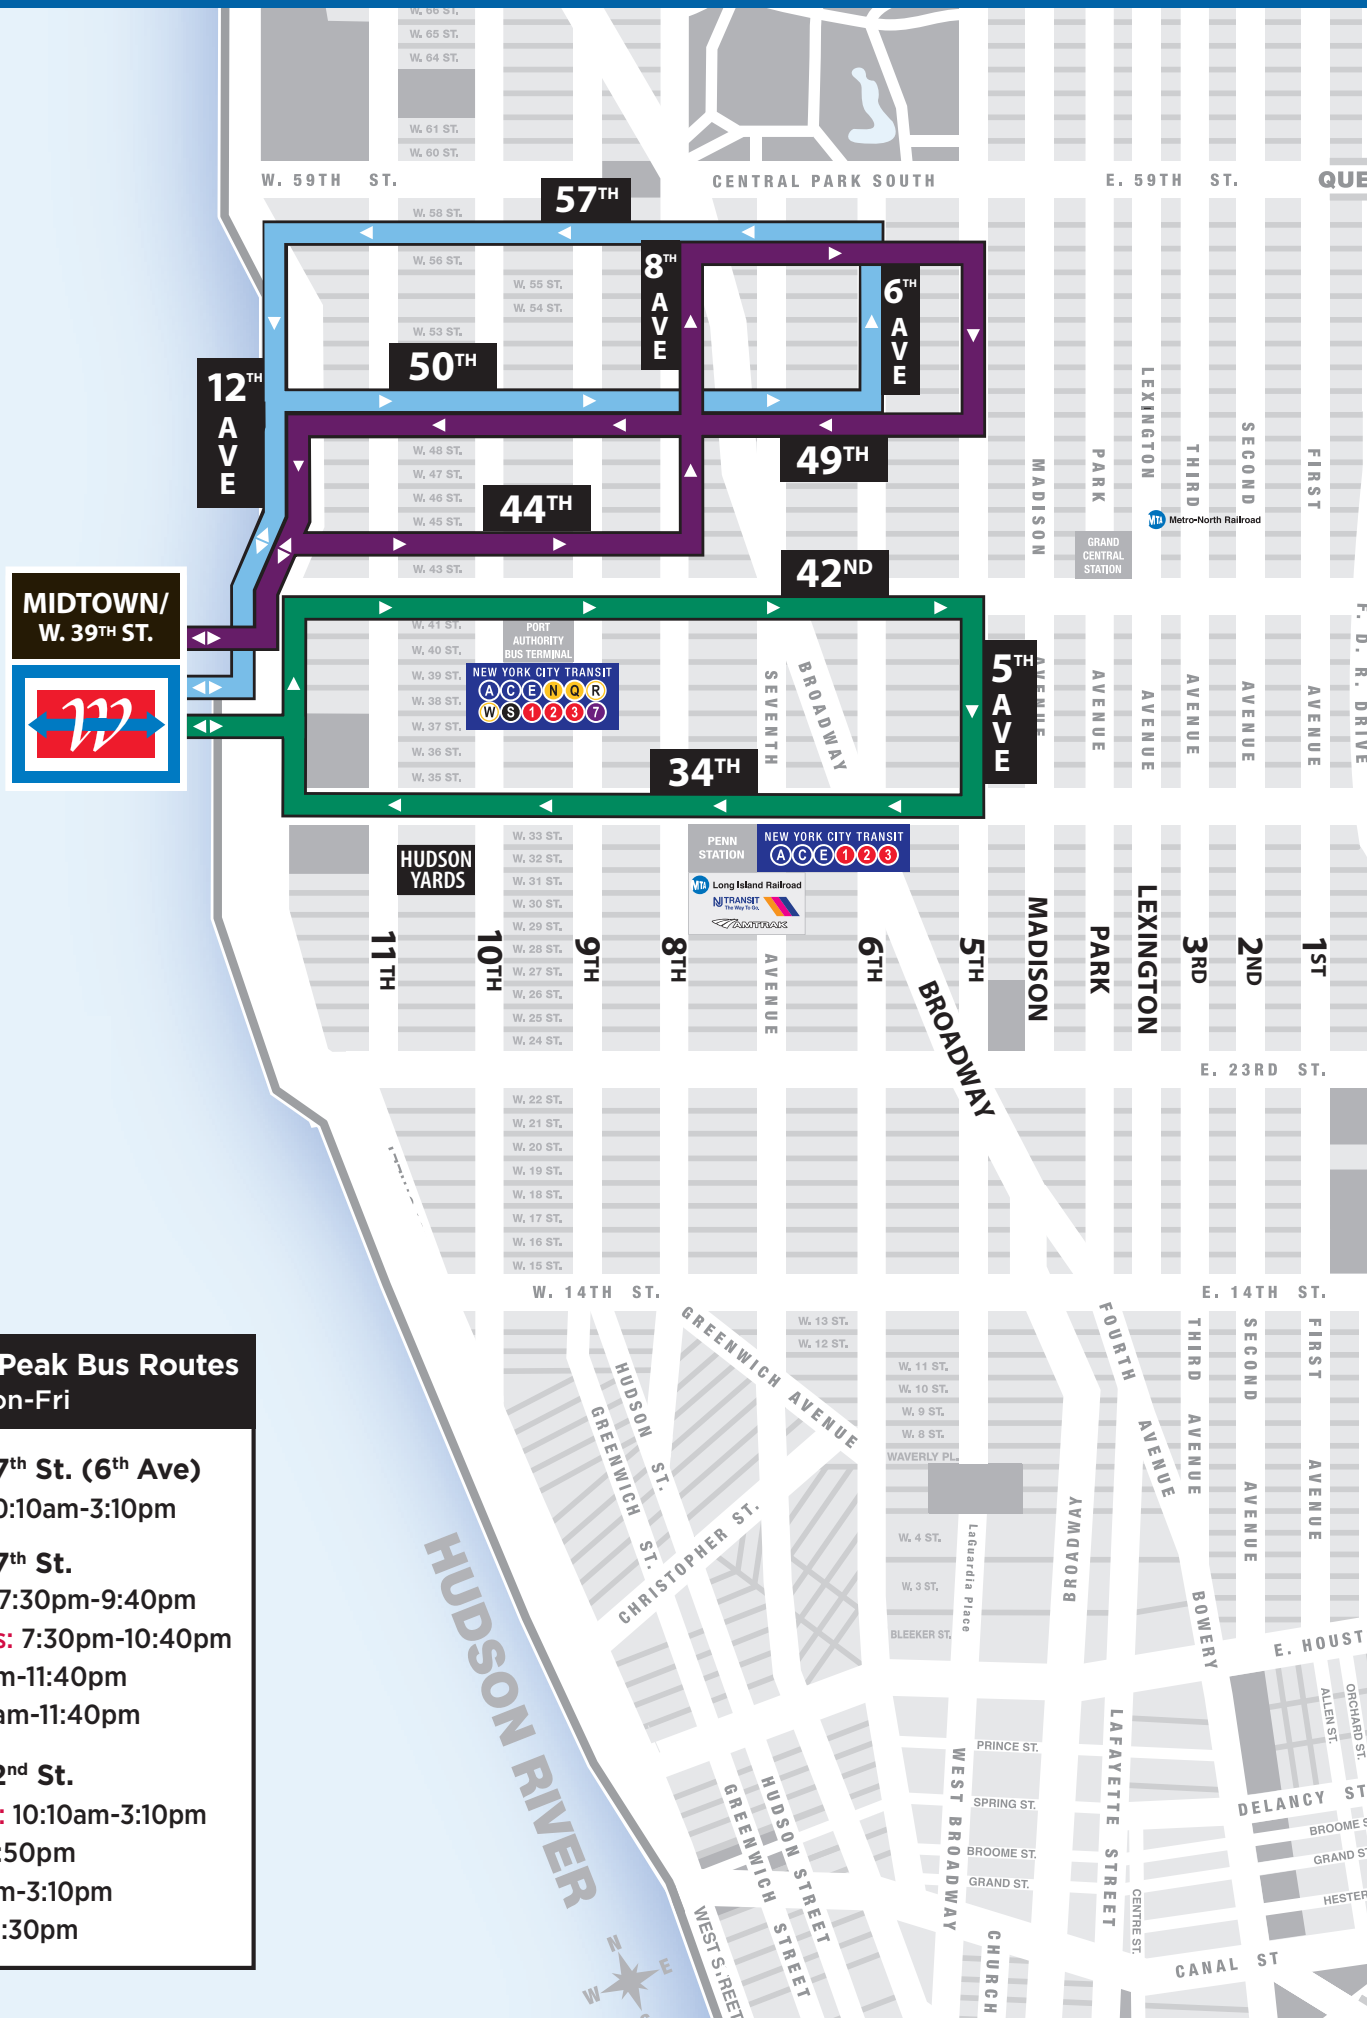 W. 66 ST.
W. 65 ST.
W. 64 ST.
W. 61 ST.
W. 60 ST.
W. 59TH ST.
CENTRAL PARK SOUTH
E. 59TH ST.
QUE
57TH
W. 58 ST.
W. 56 ST.
W. 55 ST.
W. 54 ST.
W. 53 ST.
8TH AVE
6TH AVE
50TH
12TH AVE
49TH
W. 48 ST.
W. 47 ST.
W. 46 ST.
W. 45 ST.
44TH
W. 43 ST.
42ND
MADISON
PARK
LEXINGTON
THIRD
SECOND
FIRST
MTA Metro-North Railroad
GRAND
CENTRAL
STATION
MIDTOWN/
W. 39TH ST.
W
W. 41 ST.
W. 40 ST.
W. 39 ST.
W. 38 ST.
W. 37 ST.
W. 36 ST.
W. 35 ST.
PORT
AUTHORITY
BUS TERMINAL
NEW YORK CITY TRANSIT
A C E N Q R
W S 1 2 3 7
SEVENTH
BROADWAY
5TH AVE
AVENUE
AVENUE
AVENUE
AVENUE
AVENUE
AVENUE
F. D. R. DRIVE
34TH
PENN
STATION
NEW YORK CITY TRANSIT
A C E 1 2 3
MTA Long Island Railroad
NJ TRANSIT
The Way To Go.
AMTRAK
HUDSON
YARDS
W. 33 ST.
W. 32 ST.
W. 31 ST.
W. 30 ST.
W. 29 ST.
W. 28 ST.
W. 27 ST.
W. 26 ST.
W. 25 ST.
W. 24 ST.
11TH
10TH
9TH
8TH
AVENUE
6TH
BROADWAY
5TH
MADISON
PARK
LEXINGTON
3RD
2ND
1ST
E. 23RD ST.
W. 22 ST.
W. 21 ST.
W. 20 ST.
W. 19 ST.
W. 18 ST.
W. 17 ST.
W. 16 ST.
W. 15 ST.
W. 14TH ST.
E. 14TH ST.
W. 13 ST.
W. 12 ST.
W. 11 ST.
W. 10 ST.
W. 9 ST.
W. 8 ST.
WAVERLY PL.
W. 4 ST.
W. 3 ST.
BLEEKER ST.
GREENWICH AVENUE
HUDSON ST.
GREENWICH ST.
CHRISTOPHER ST.
LaGuardia Place
BROADWAY
FOURTH AVENUE
THIRD AVENUE
SECOND AVENUE
FIRST AVENUE
BOWERY
E. HOUST
ALLEN ST.
ORCHARD ST.
PRINCE ST.
SPRING ST.
BROOME ST.
GRAND ST.
WEST BROADWAY
LAFAYETTE STREET
CENTRE ST.
DELANCY ST
BROOME S
GRAND ST
HESTER
CANAL ST
CHURCH
HUDSON STREET
GREENWICH STREET
WEST STREET
HUDSON RIVER
N
E
W
S
Peak Bus Routes
on-Fri
7th St. (6th Ave)
0:10am-3:10pm
7th St.
7:30pm-9:40pm
s: 7:30pm-10:40pm
m-11:40pm
am-11:40pm
2nd St.
: 10:10am-3:10pm
:50pm
m-3:10pm
:30pm